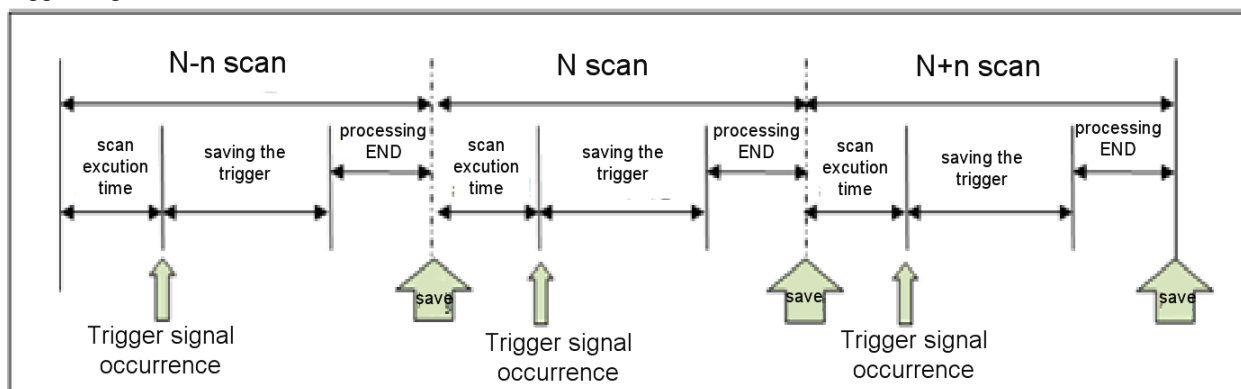 N-n scan
N scan
N+n scan
scan
excution
time
saving the
trigger
processing
END
scan
excution
time
saving the
trigger
processing
END
scan
excution
time
saving the
trigger
processing
END
save
save
save
Trigger signal
occurrence
Trigger signal
occurrence
Trigger signal
occurrence